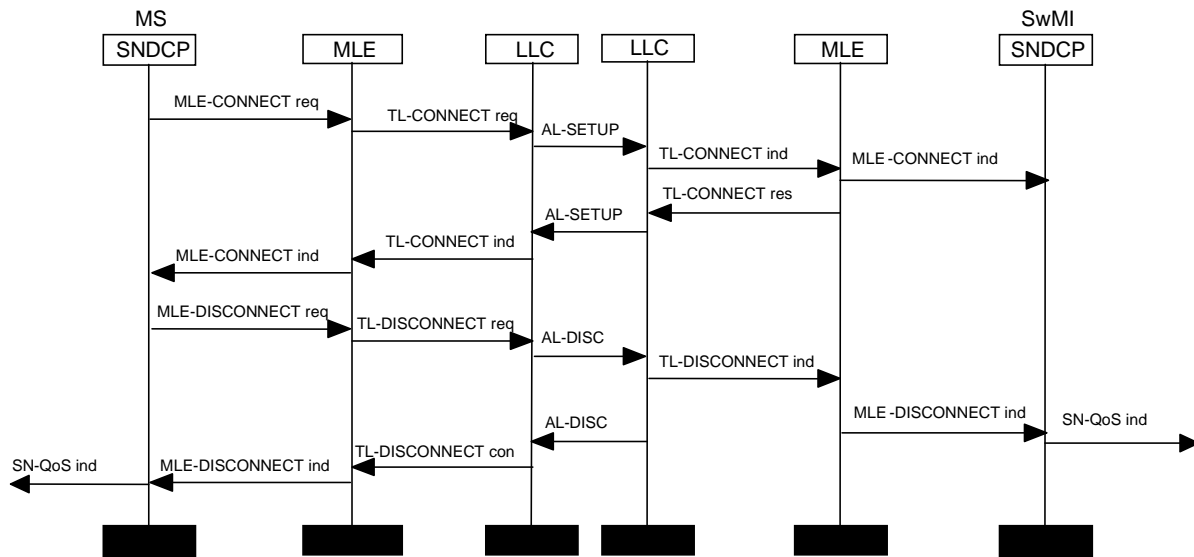 MS
SwMI
SNDCP
MLE
LLC
LLC
MLE
SNDCP
MLE-CONNECT req
TL-CONNECT req
AL-SETUP
TL-CONNECT ind
MLE-CONNECT ind
TL-CONNECT res
AL-SETUP
TL-CONNECT ind
MLE-CONNECT ind
MLE-DISCONNECT req
TL-DISCONNECT req
AL-DISC
TL-DISCONNECT ind
MLE-DISCONNECT ind
SN-QoS ind
AL-DISC
TL-DISCONNECT con
MLE-DISCONNECT ind
SN-QoS ind